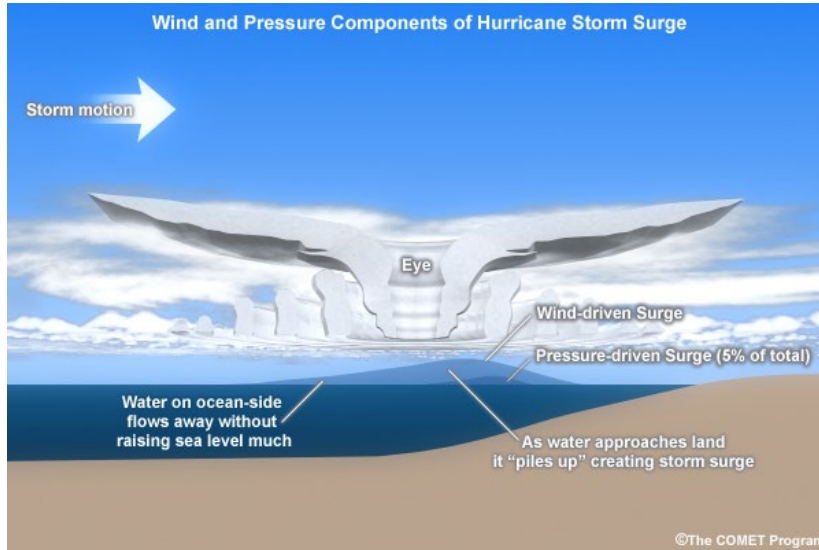 Wind and Pressure Components of Hurricane Storm Surge
Storm motion
Eye
Wind-driven Surge
Pressure-driven Surge (5% of total)
Water on ocean-side
flows away without
raising sea level much
As water approaches land
it “piles up” creating storm surge
©The COMET Program